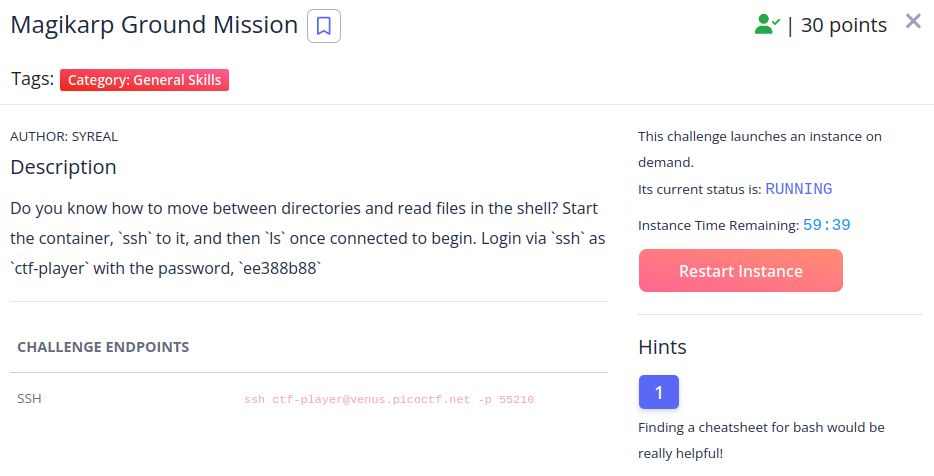 Magikarp Ground Mission
| 30 points
Tags: Category: General Skills
AUTHOR: SYREAL
Description
Do you know how to move between directories and read files in the shell? Start
the container, `ssh` to it, and then `ls` once connected to begin. Login via `ssh` as
`ctf-player` with the password, `ee388b88`
CHALLENGE ENDPOINTS
SSH ssh ctf-player@venus.picoctf.net -p 55210
This challenge launches an instance on
demand.
Its current status is: RUNNING
Instance Time Remaining: 59:39
Restart Instance
Hints
1
Finding a cheatsheet for bash would be
really helpful!